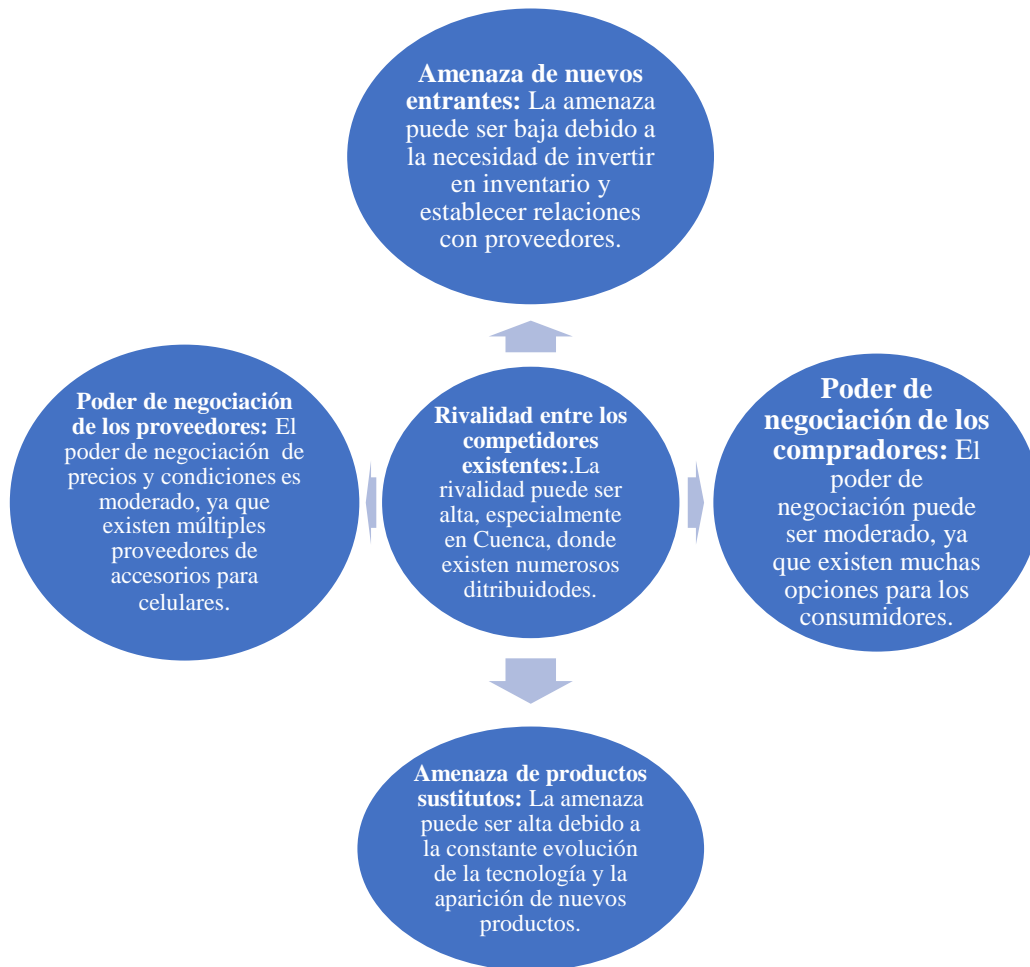 Amenaza de nuevos
entrantes: La amenaza
puede ser baja debido a
la necesidad de invertir
en inventario y
establecer relaciones
con proveedores.
Poder de negociación
de los proveedores: El
poder de negociación de
precios y condiciones es
moderado, ya que
existen múltiples
proveedores de
accesorios para
celulares.
Rivalidad entre los
competidores
existentes:.La
rivalidad puede ser
alta, especialmente
en Cuenca, donde
existen numerosos
ditribuidodes.
Poder de
negociación de los
compradores: El
poder de
negociación puede
ser moderado, ya
que existen muchas
opciones para los
consumidores.
Amenaza de productos
sustitutos: La amenaza
puede ser alta debido a
la constante evolución
de la tecnología y la
aparición de nuevos
productos.